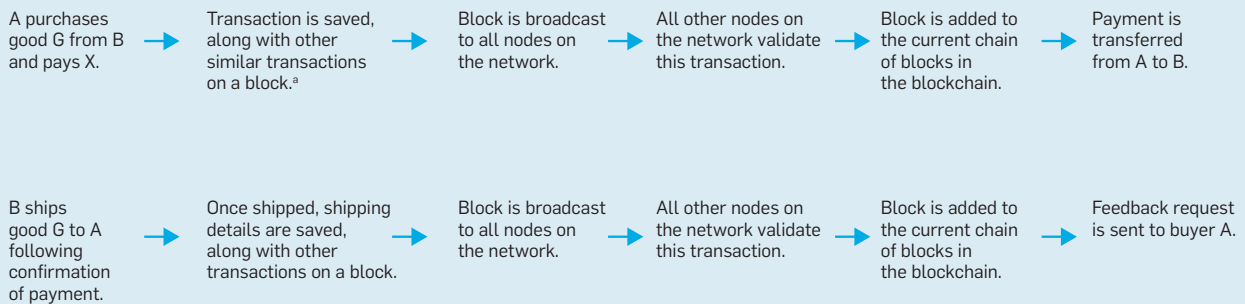 A purchases
good G from B
and pays X.
Transaction is saved,
along with other
similar transactions
on a block.ᵃ
Block is broadcast
to all nodes on
the network.
All other nodes on
the network validate
this transaction.
Block is added to
the current chain
of blocks in
the blockchain.
Payment is
transferred
from A to B.
B ships
good G to A
following
confirmation
of payment.
Once shipped, shipping
details are saved,
along with other
transactions on a block.
Block is broadcast
to all nodes on
the network.
All other nodes on
the network validate
this transaction.
Block is added to
the current chain
of blocks in
the blockchain.
Feedback request
is sent to buyer A.